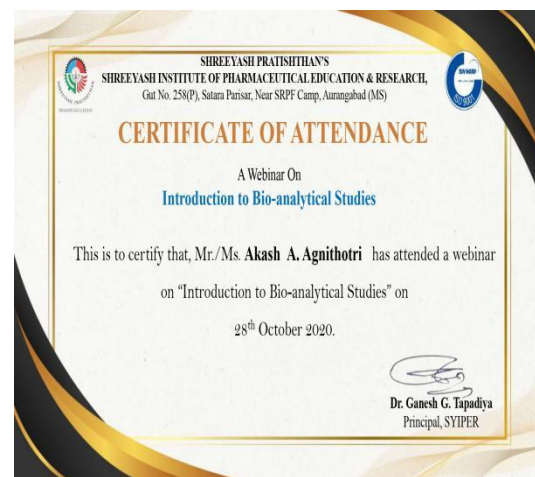 SHREEYASH PRATISHTHAN'S
SHREEYASH INSTITUTE OF PHARMACEUTICAL EDUCATION & RESEARCH,
Gut No. 258(P), Satara Parisar, Near SRPF Camp, Aurangabad (MS)
CERTIFICATE OF ATTENDANCE
A Webinar On
Introduction to Bio-analytical Studies
This is to certify that, Mr./Ms. Akash A. Agnithotri has attended a webinar
on “Introduction to Bio-analytical Studies” on
28th October 2020.
Dr. Ganesh G. Tapadiya
Principal, SYIPER
ISO 9001